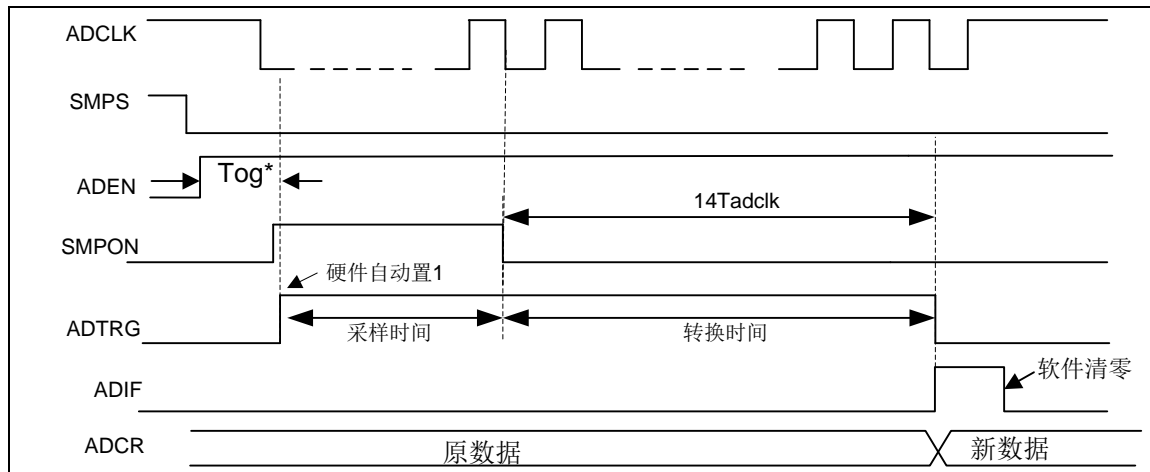 ADCLK
SMPS
ADEN
Tog*
14Tadclk
SMPON
硬件自动置1
ADTRG
采样时间
转换时间
ADIF
软件清零
ADCR
原数据
新数据